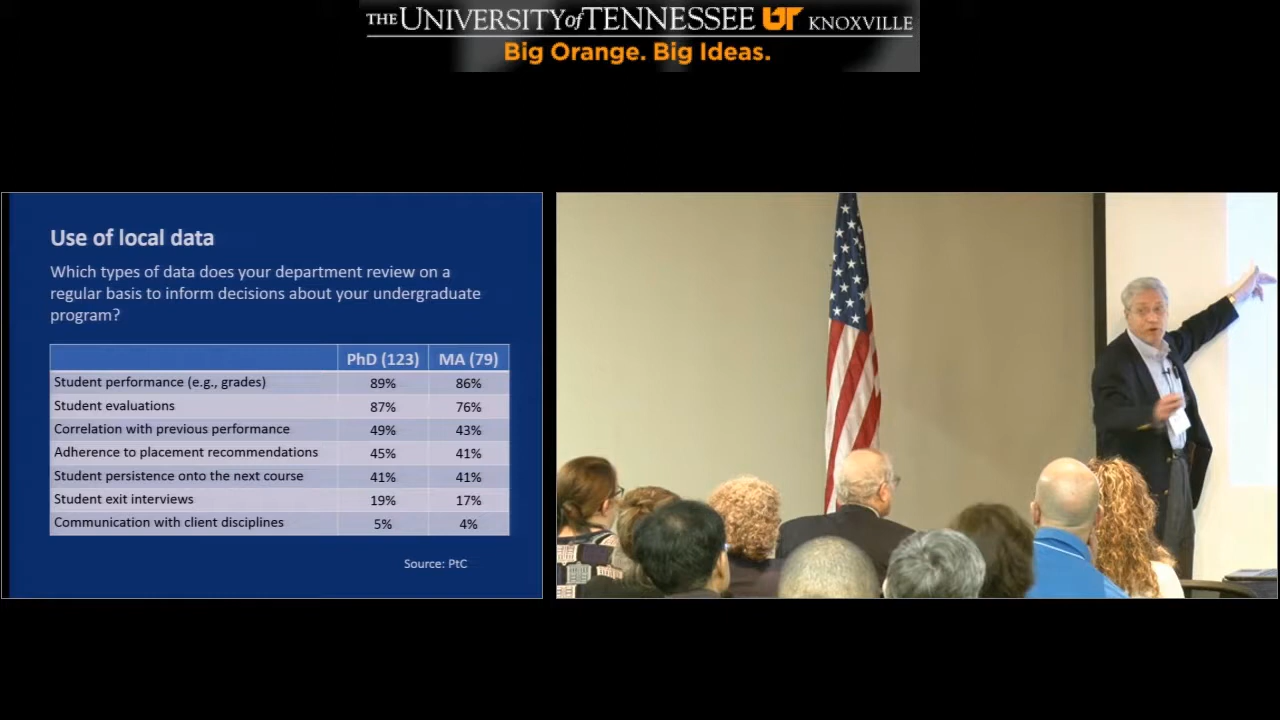 THE UNIVERSITY of TENNESSEE UT KNOXVILLE
Big Orange. Big Ideas.
Use of local data
Which types of data does your department review on a
regular basis to inform decisions about your undergraduate
program?
PhD (123) MA (79)
Student performance (e.g., grades) 89% 86%
Student evaluations 87% 76%
Correlation with previous performance 49% 43%
Adherence to placement recommendations 45% 41%
Student persistence onto the next course 41% 41%
Student exit interviews 19% 17%
Communication with client disciplines 5% 4%
Source: PtC